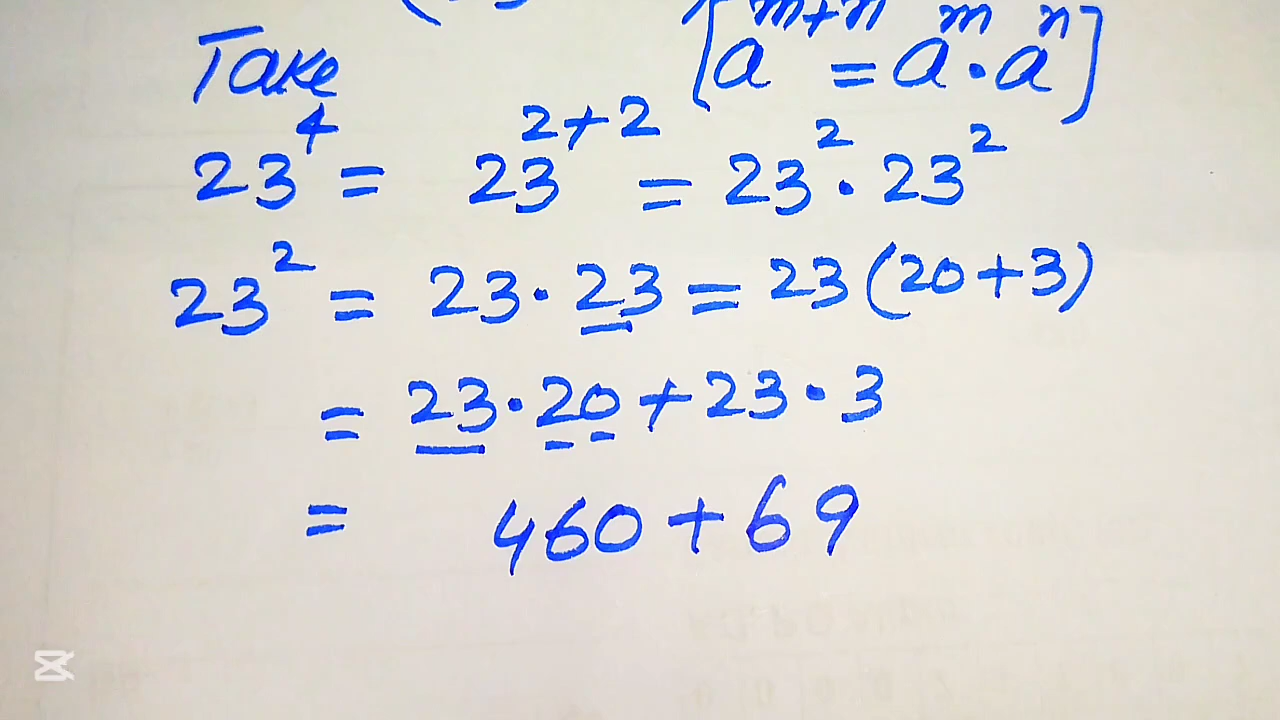 Take [a^{m+n} = a^m · a^n]
23^4 = 23^{2+2} = 23^2 · 23^2
23^2 = 23 · 23 = 23(20+3)
= 23 · 20 + 23 · 3
= 460 + 69